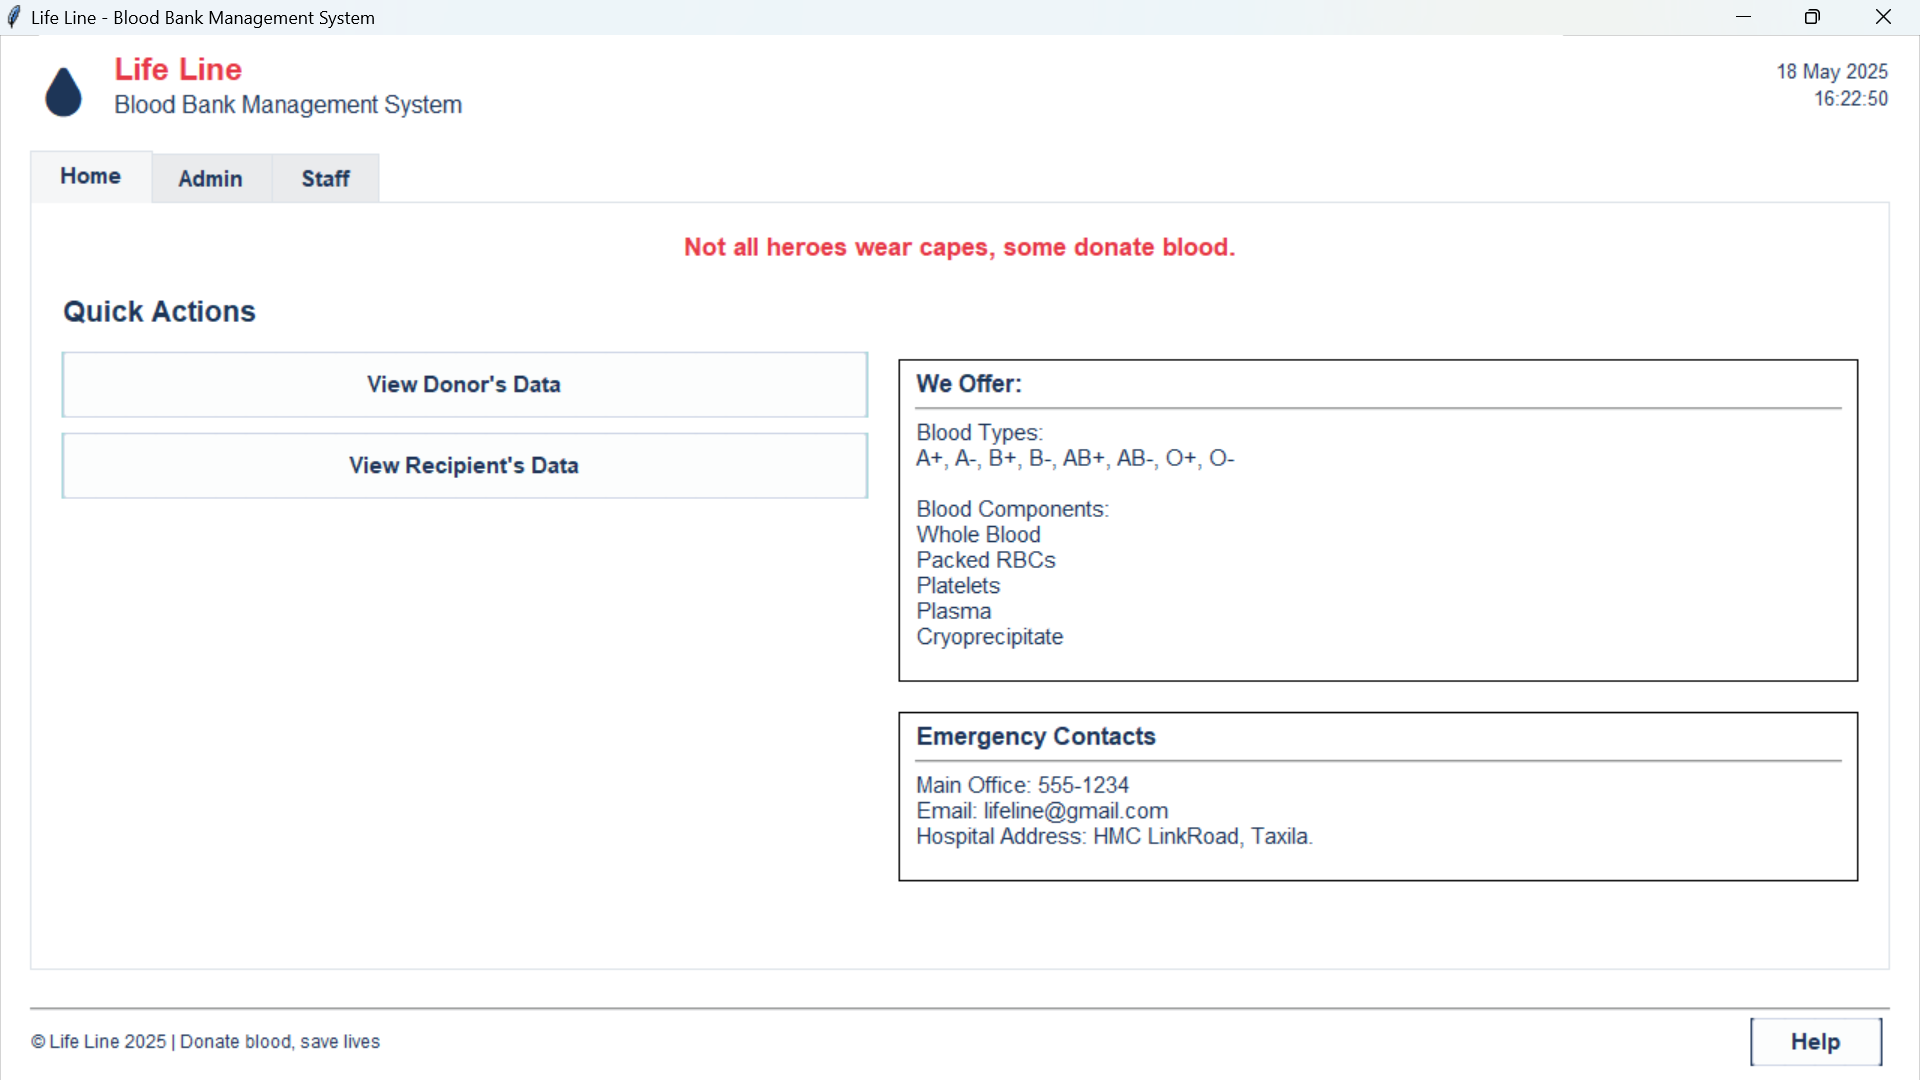 Life Line - Blood Bank Management System
Life Line
Blood Bank Management System
18 May 2025
16:22:50
Home
Admin
Staff
Not all heroes wear capes, some donate blood.
Quick Actions
View Donor's Data
View Recipient's Data
We Offer:
Blood Types:
A+, A-, B+, B-, AB+, AB-, O+, O-
Blood Components:
Whole Blood
Packed RBCs
Platelets
Plasma
Cryoprecipitate
Emergency Contacts
Main Office: 555-1234
Email: lifeline@gmail.com
Hospital Address: HMC LinkRoad, Taxila.
© Life Line 2025 | Donate blood, save lives
Help